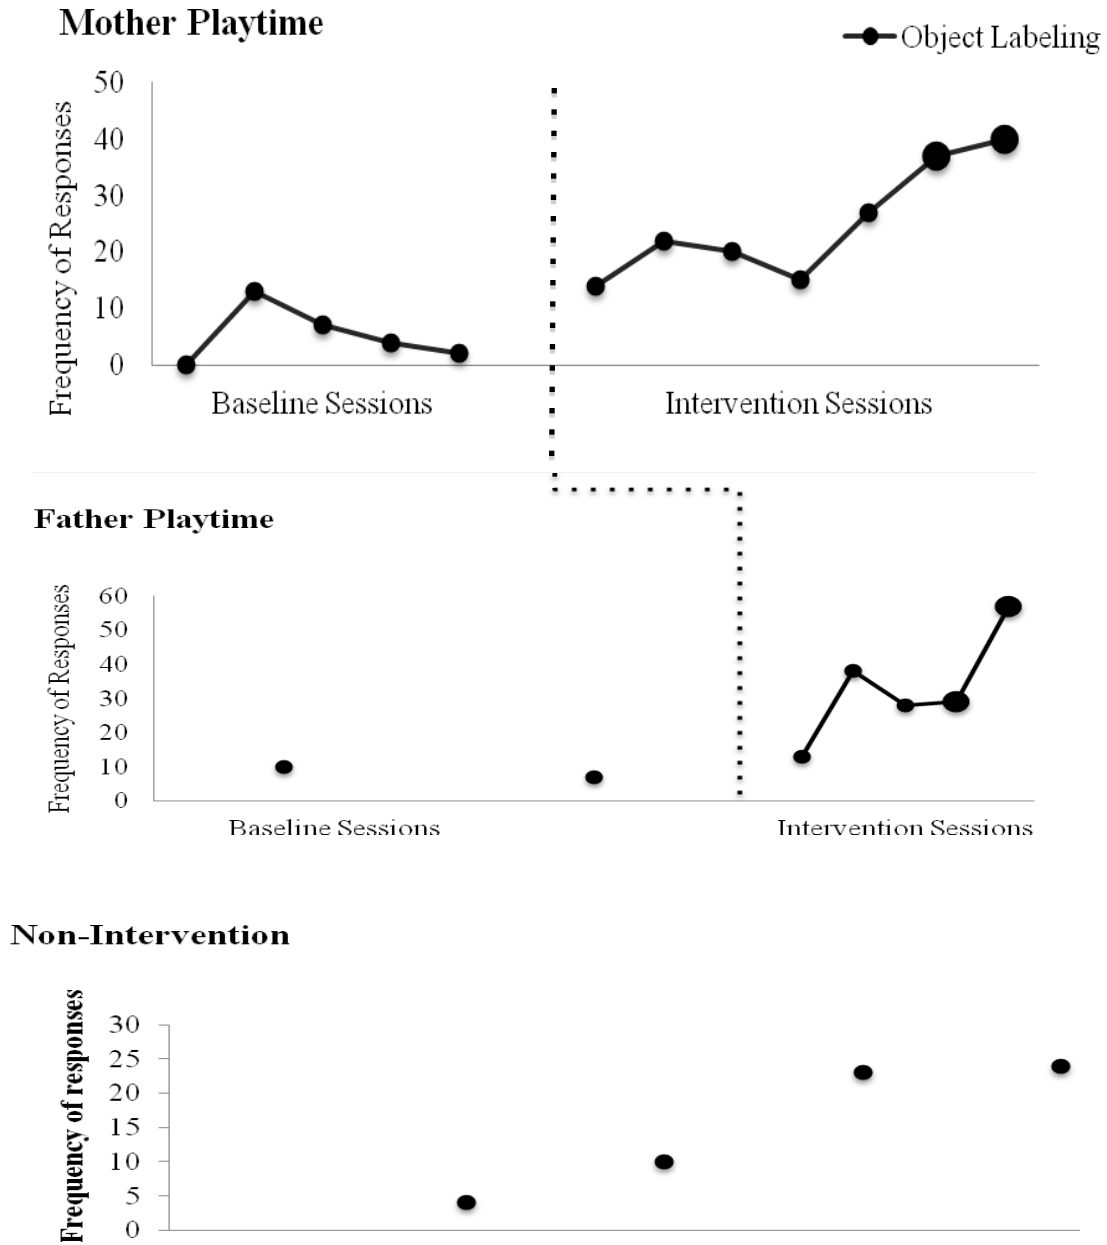 Mother Playtime
Object Labeling
Frequency of Responses
50
40
30
20
10
0
Baseline Sessions
Intervention Sessions
Father Playtime
Frequency of Responses
60
50
40
30
20
10
0
Baseline Sessions
Intervention Sessions
Non-Intervention
Frequency of responses
30
25
20
15
10
5
0